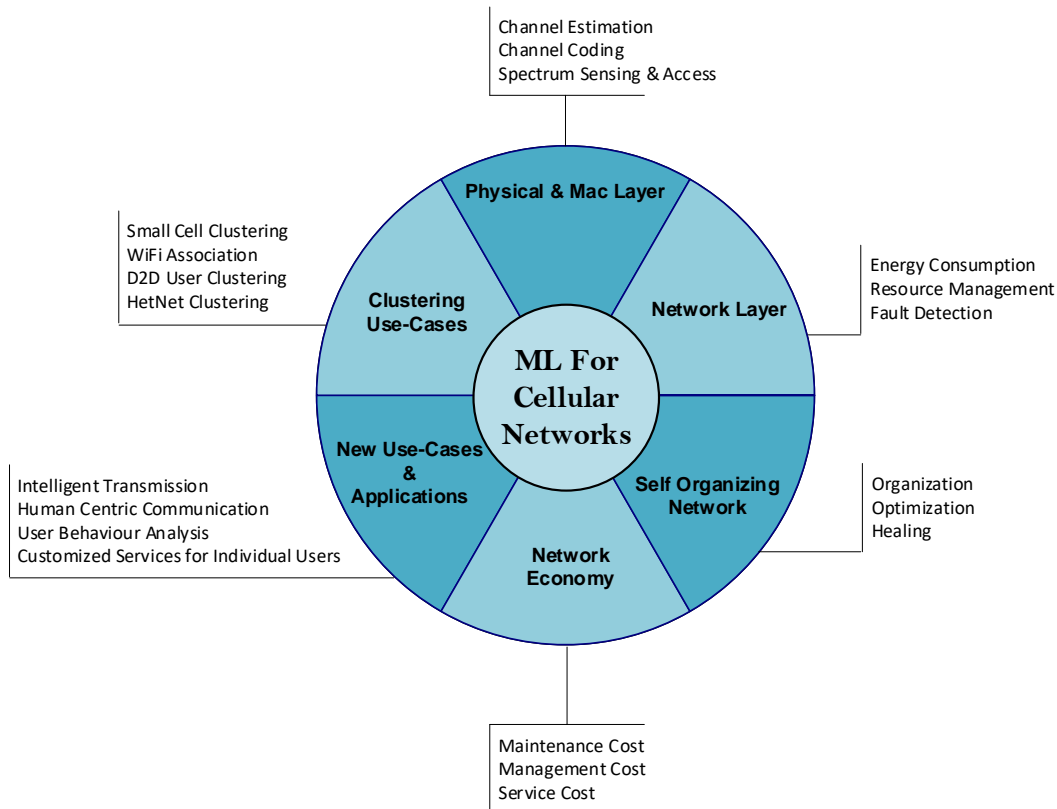 Channel Estimation
Channel Coding
Spectrum Sensing & Access
Physical & Mac Layer
Small Cell Clustering
WiFi Association
D2D User Clustering
HetNet Clustering
Clustering
Use-Cases
Network Layer
Energy Consumption
Resource Management
Fault Detection
ML For
Cellular
Networks
New Use-Cases
&
Applications
Intelligent Transmission
Human Centric Communication
User Behaviour Analysis
Customized Services for Individual Users
Self Organizing
Network
Organization
Optimization
Healing
Network
Economy
Maintenance Cost
Management Cost
Service Cost